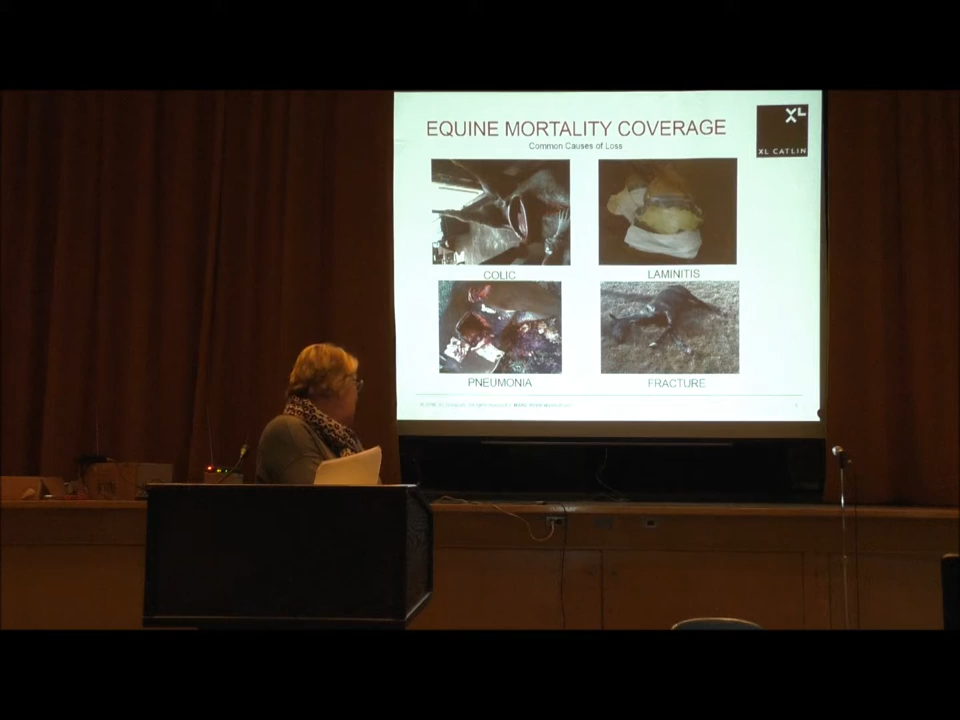 EQUINE MORTALITY COVERAGE
Common Causes of Loss
XL
XL CATLIN
COLIC
LAMINITIS
PNEUMONIA
FRACTURE